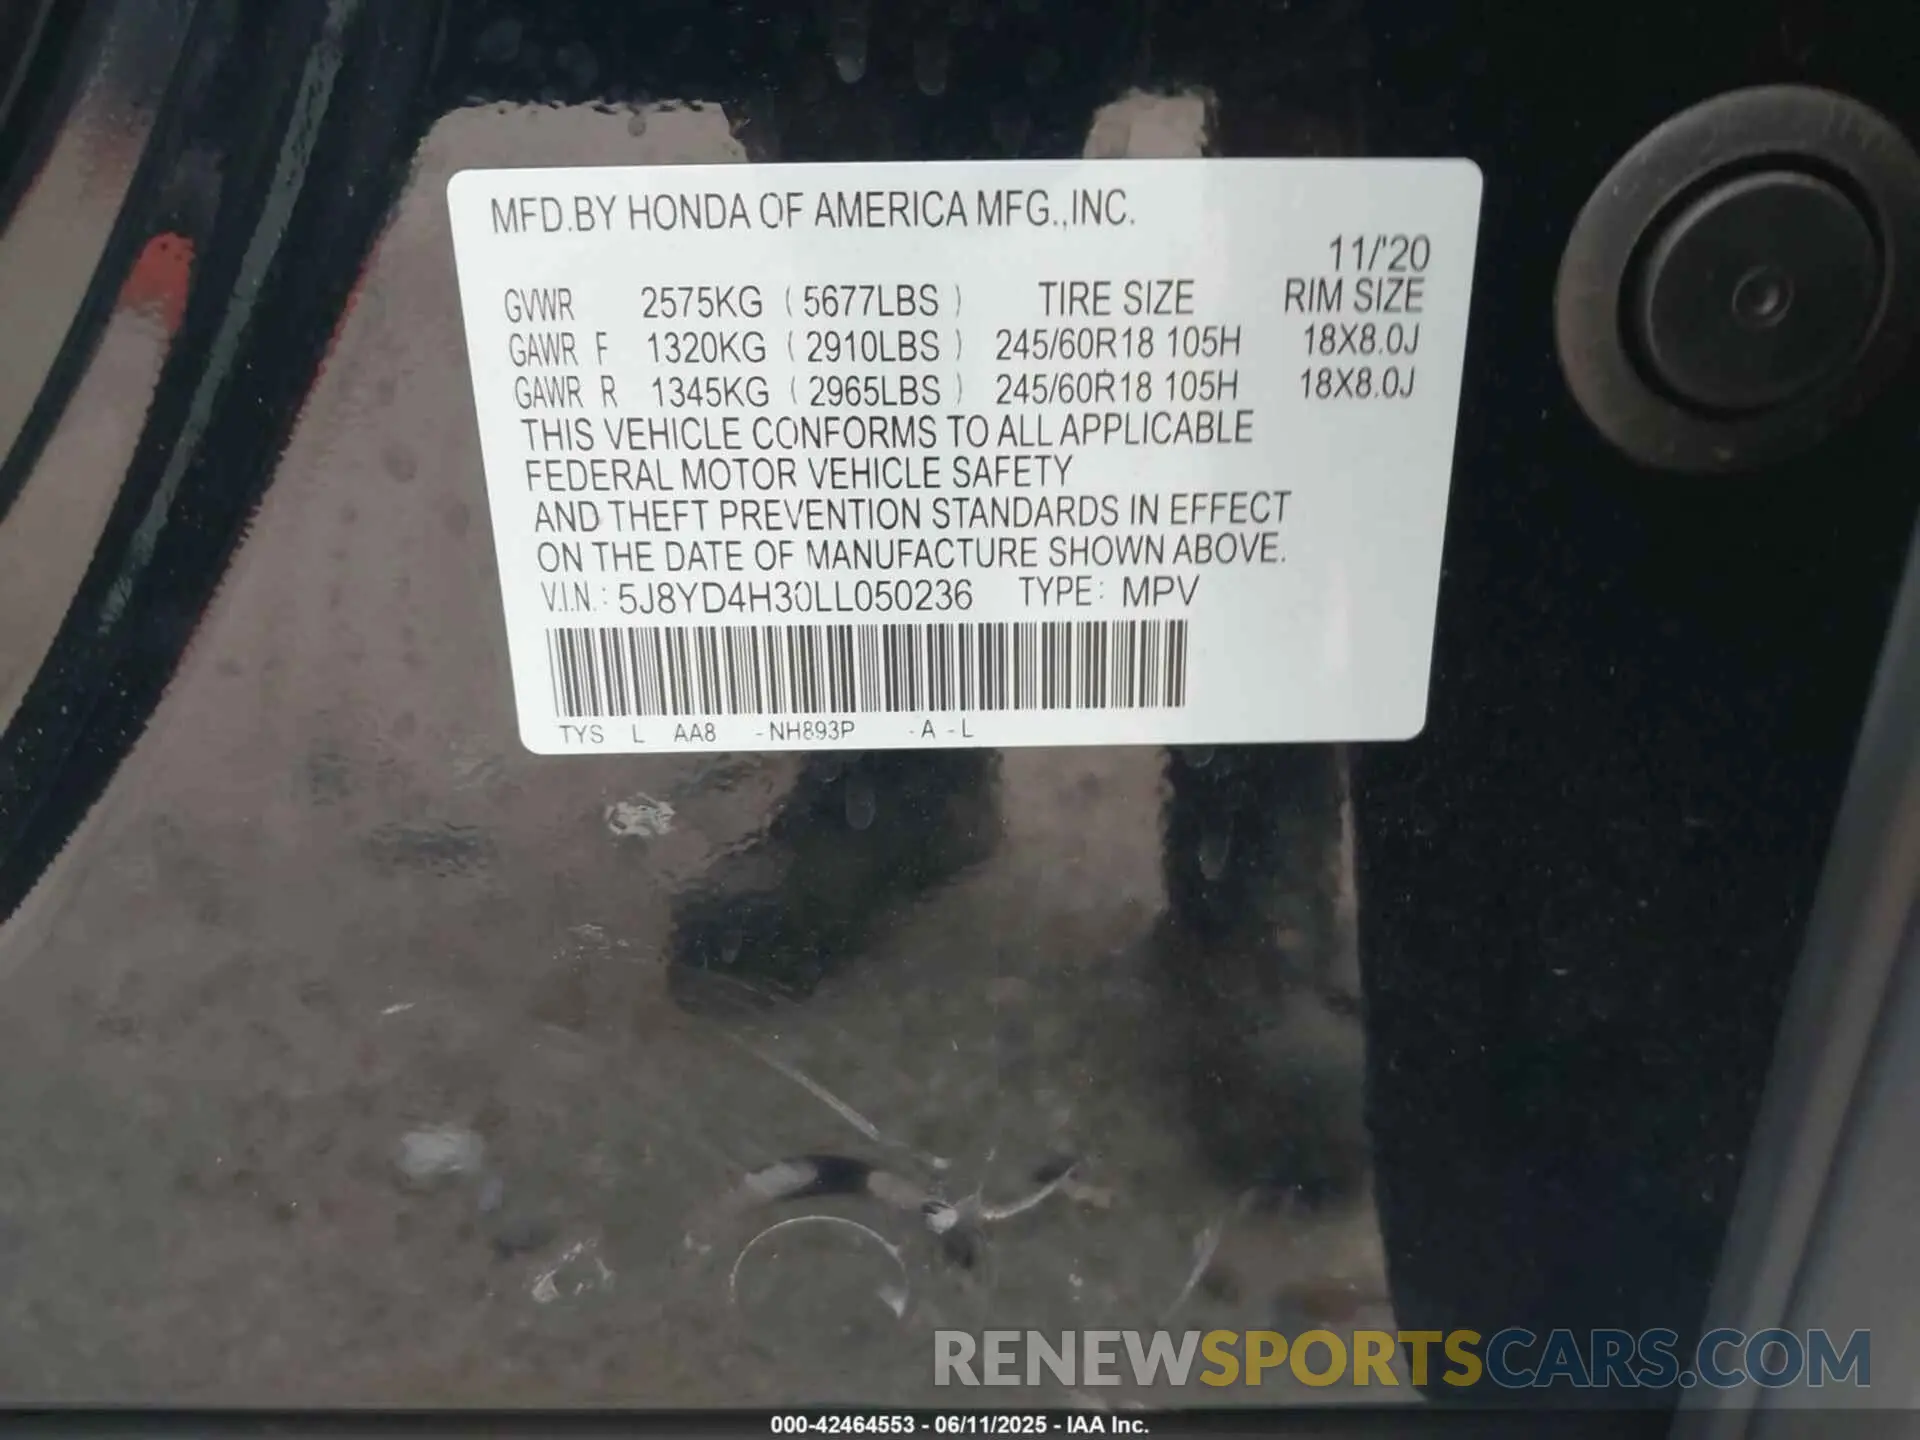 MFD.BY HONDA OF AMERICA MFG.,INC.
11/'20
GVWR 2575KG ( 5677LBS ) TIRE SIZE RIM SIZE
GAWR F 1320KG ( 2910LBS ) 245/60R18 105H 18X8.0J
GAWR R 1345KG ( 2965LBS ) 245/60R18 105H 18X8.0J
THIS VEHICLE CONFORMS TO ALL APPLICABLE
FEDERAL MOTOR VEHICLE SAFETY
AND THEFT PREVENTION STANDARDS IN EFFECT
ON THE DATE OF MANUFACTURE SHOWN ABOVE.
V.I.N.: 5J8YD4H30LL050236 TYPE: MPV
TYS L AA8 -NH893P -A -L
RENEWSPORTSCARS.COM
000-42464553 - 06/11/2025 - IAA Inc.